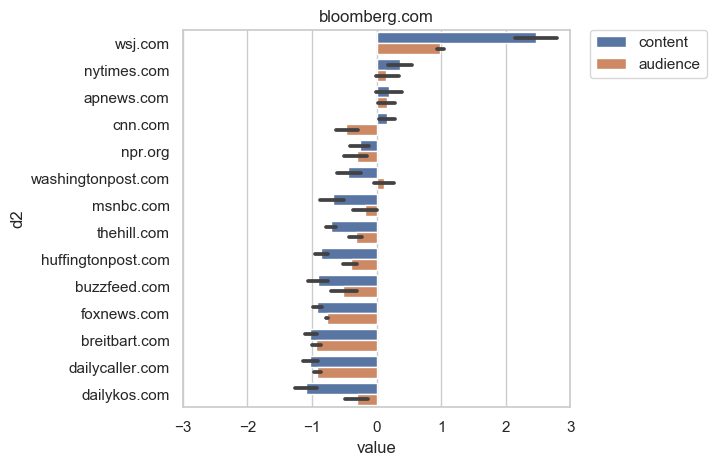 bloomberg.com
content
audience
wsj.com
nytimes.com
apnews.com
cnn.com
npr.org
washingtonpost.com
msnbc.com
thehill.com
huffingtonpost.com
buzzfeed.com
foxnews.com
breitbart.com
dailycaller.com
dailykos.com
d2
−3 −2 −1 0 1 2 3
value